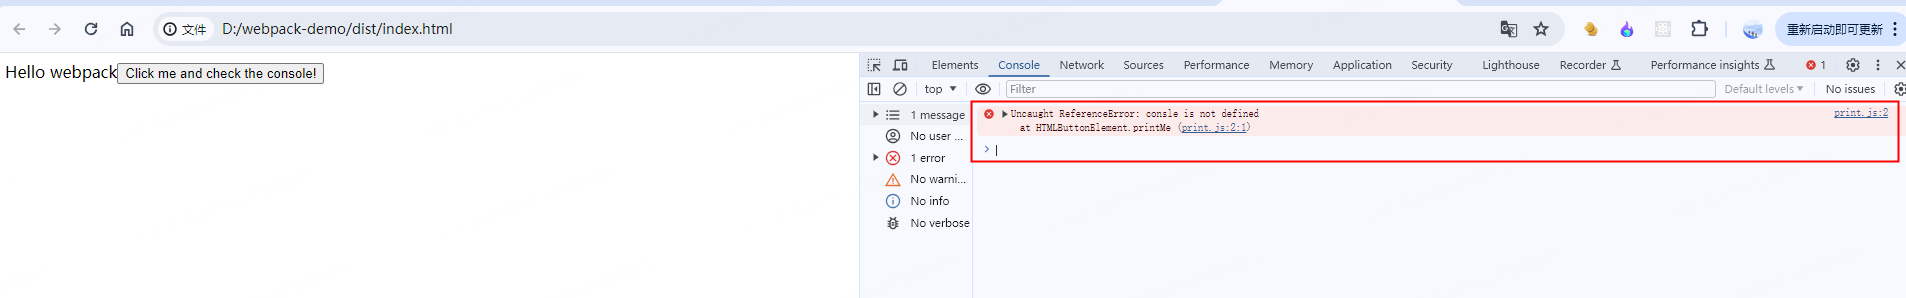 文件 D:/webpack-demo/dist/index.html 重新启动即可更新
Hello webpack Click me and check the console!
Elements Console Network Sources Performance Memory Application Security Lighthouse Recorder Performance insights 1
top Filter Default levels No issues
1 message
No user ...
1 error
No warni...
No info
No verbose
Uncaught ReferenceError: consle is not defined print.js:2
at HTMLButtonElement.printMe (print.js:2:1)